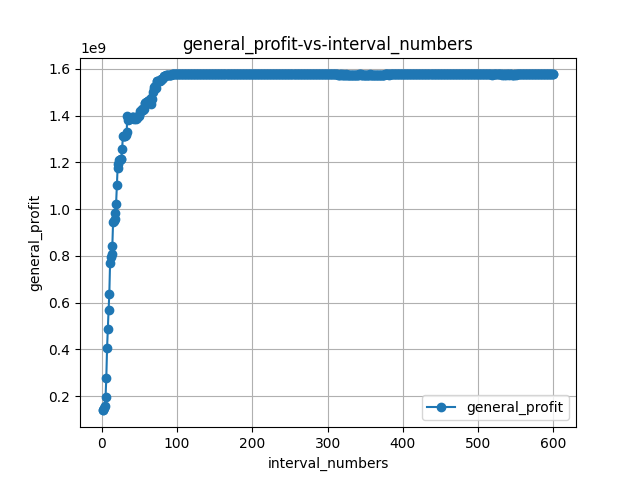 general_profit-vs-interval_numbers
1e9
1.6
1.4
1.2
1.0
0.8
0.6
0.4
0.2
general_profit
general_profit
0 100 200 300 400 500 600
interval_numbers